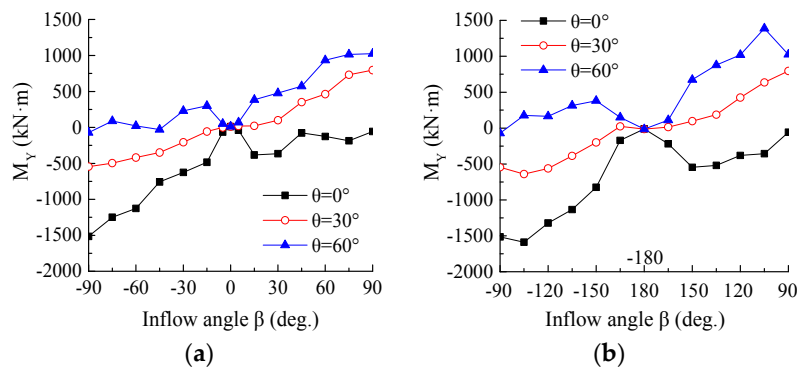 1500
1000
500
0
-500
-1000
-1500
-2000
M_Y (kN·m)
θ=0°
θ=30°
θ=60°
-90 -60 -30 0 30 60 90
Inflow angle β (deg.)
(a)
1500
1000
500
0
-500
-1000
-1500
-2000
M_Y (kN·m)
θ=0°
θ=30°
θ=60°
-180
-90 -120 -150 180 150 120 90
Inflow angle β (deg.)
(b)